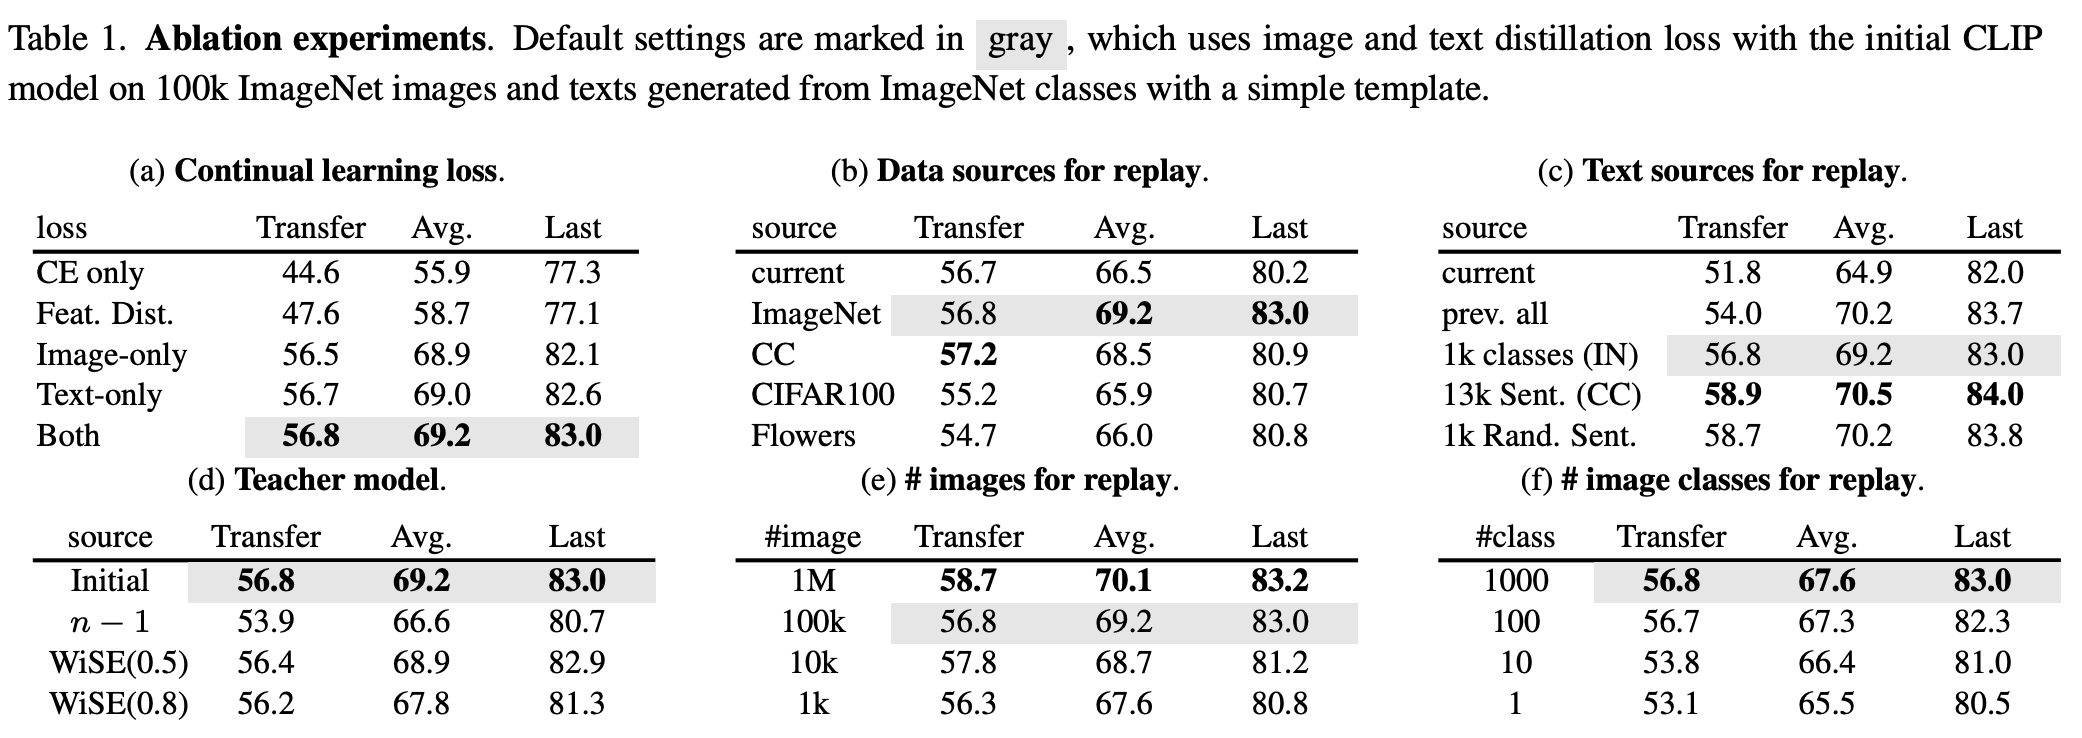 Table 1. Ablation experiments. Default settings are marked in gray , which uses image and text distillation loss with the initial CLIP
model on 100k ImageNet images and texts generated from ImageNet classes with a simple template.
(a) Continual learning loss.
loss Transfer Avg. Last
CE only 44.6 55.9 77.3
Feat. Dist. 47.6 58.7 77.1
Image-only 56.5 68.9 82.1
Text-only 56.7 69.0 82.6
Both 56.8 69.2 83.0
(b) Data sources for replay.
source Transfer Avg. Last
current 56.7 66.5 80.2
ImageNet 56.8 69.2 83.0
CC 57.2 68.5 80.9
CIFAR100 55.2 65.9 80.7
Flowers 54.7 66.0 80.8
(c) Text sources for replay.
source Transfer Avg. Last
current 51.8 64.9 82.0
prev. all 54.0 70.2 83.7
1k classes (IN) 56.8 69.2 83.0
13k Sent. (CC) 58.9 70.5 84.0
1k Rand. Sent. 58.7 70.2 83.8
(d) Teacher model.
source Transfer Avg. Last
Initial 56.8 69.2 83.0
n − 1 53.9 66.6 80.7
WiSE(0.5) 56.4 68.9 82.9
WiSE(0.8) 56.2 67.8 81.3
(e) # images for replay.
#image Transfer Avg. Last
1M 58.7 70.1 83.2
100k 56.8 69.2 83.0
10k 57.8 68.7 81.2
1k 56.3 67.6 80.8
(f) # image classes for replay.
#class Transfer Avg. Last
1000 56.8 67.6 83.0
100 56.7 67.3 82.3
10 53.8 66.4 81.0
1 53.1 65.5 80.5